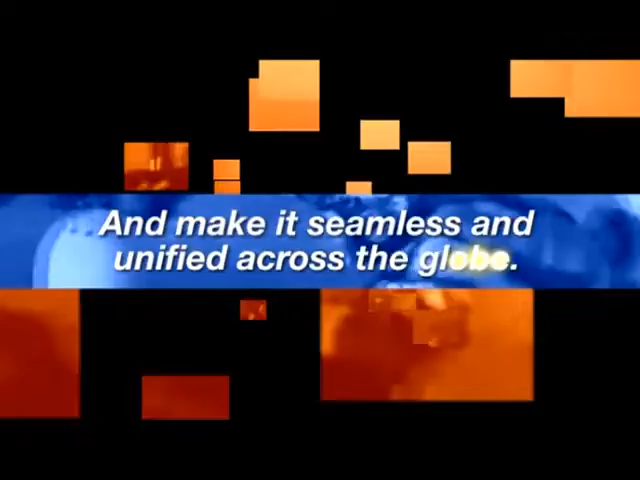 And make it seamless and
unified across the globe.